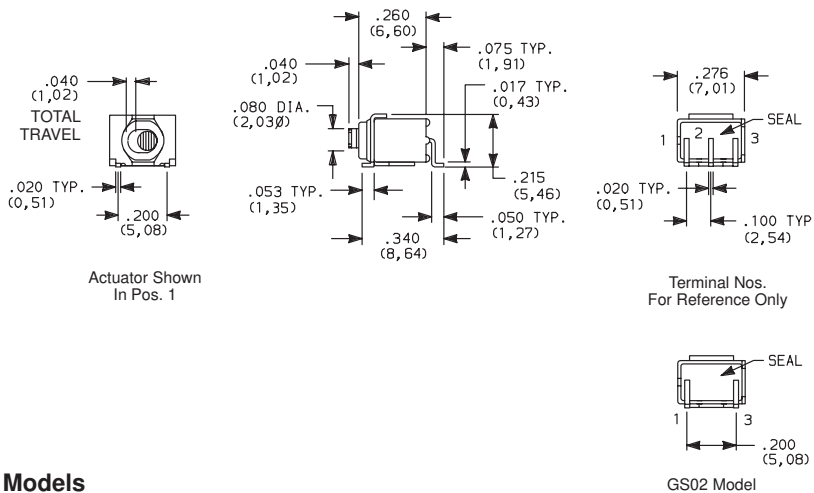 .260
(6,60)
.040
(1,02)
.075 TYP.
(1,91)
.017 TYP.
(0,43)
.040
(1,02)
TOTAL
TRAVEL
.080 DIA.
(2,03Ø)
.276
(7,01)
SEAL
1
2
3
.020 TYP.
(0,51)
.200
(5,08)
.053 TYP.
(1,35)
.215
(5,46)
.050 TYP.
(1,27)
.340
(8,64)
.020 TYP.
(0,51)
.100 TYP
(2,54)
Actuator Shown
In Pos. 1
Terminal Nos.
For Reference Only
SEAL
1
3
.200
(5,08)
Models
GS02 Model